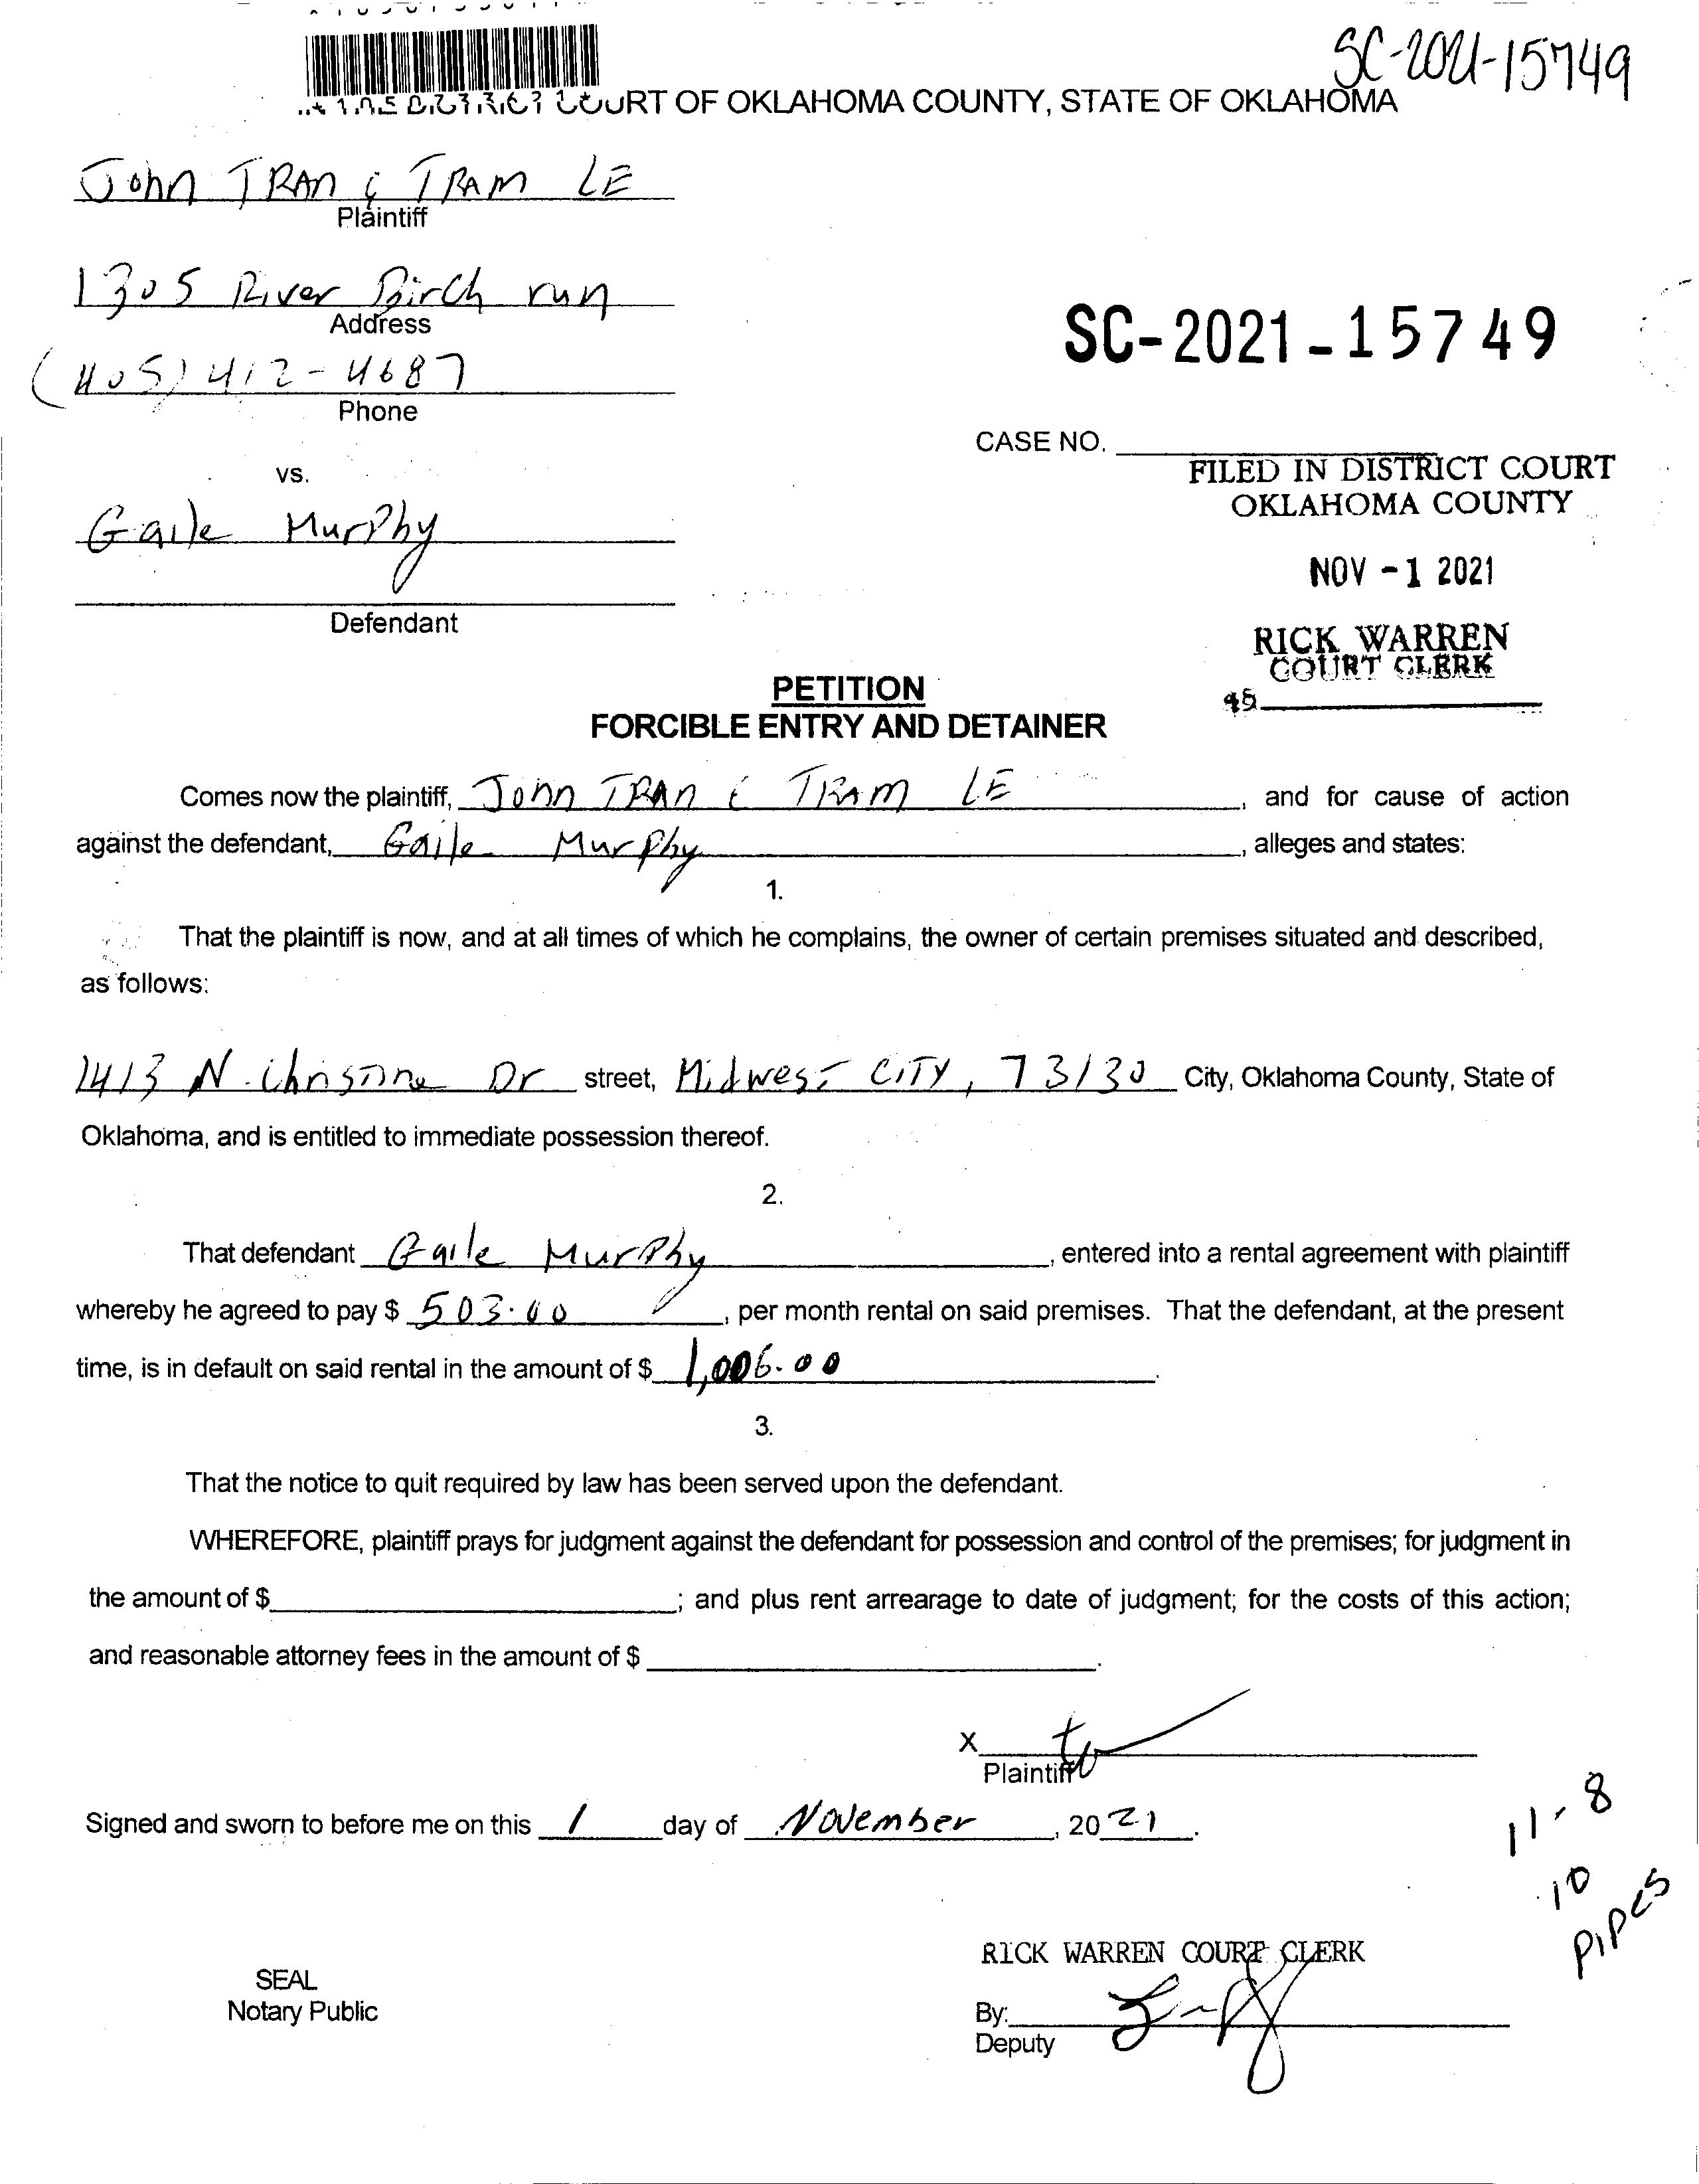 SC-2021-15749
COURT OF OKLAHOMA COUNTY, STATE OF OKLAHOMA
John TRAN & TRAM LE
Plaintiff
1305 River Birch run
Address
(405) 412-4687
Phone
SC-2021-15749
CASE NO.
vs.
FILED IN DISTRICT COURT
OKLAHOMA COUNTY
Gaile Murphy
NOV -1 2021
Defendant
RICK WARREN
COURT CLERK
PETITION
FORCIBLE ENTRY AND DETAINER
Comes now the plaintiff, John TRAN & TRAM LE, and for cause of action
against the defendant, Gaile Murphy, alleges and states:
1.
That the plaintiff is now, and at all times of which he complains, the owner of certain premises situated and described,
as follows:
1413 N. Christine Dr street, Midwest CITY, 73130 City, Oklahoma County, State of
Oklahoma, and is entitled to immediate possession thereof.
2.
That defendant Gaile Murphy, entered into a rental agreement with plaintiff
whereby he agreed to pay $ 503.00, per month rental on said premises. That the defendant, at the present
time, is in default on said rental in the amount of $ 1,006.00.
3.
That the notice to quit required by law has been served upon the defendant.
WHEREFORE, plaintiff prays for judgment against the defendant for possession and control of the premises; for judgment in
the amount of $ ; and plus rent arrearage to date of judgment; for the costs of this action;
and reasonable attorney fees in the amount of $ .
X
Plaintiff
Signed and sworn to before me on this 1 day of November, 2021.
11-8
10
PIPES
RICK WARREN COURT CLERK
SEAL
Notary Public
By:
Deputy